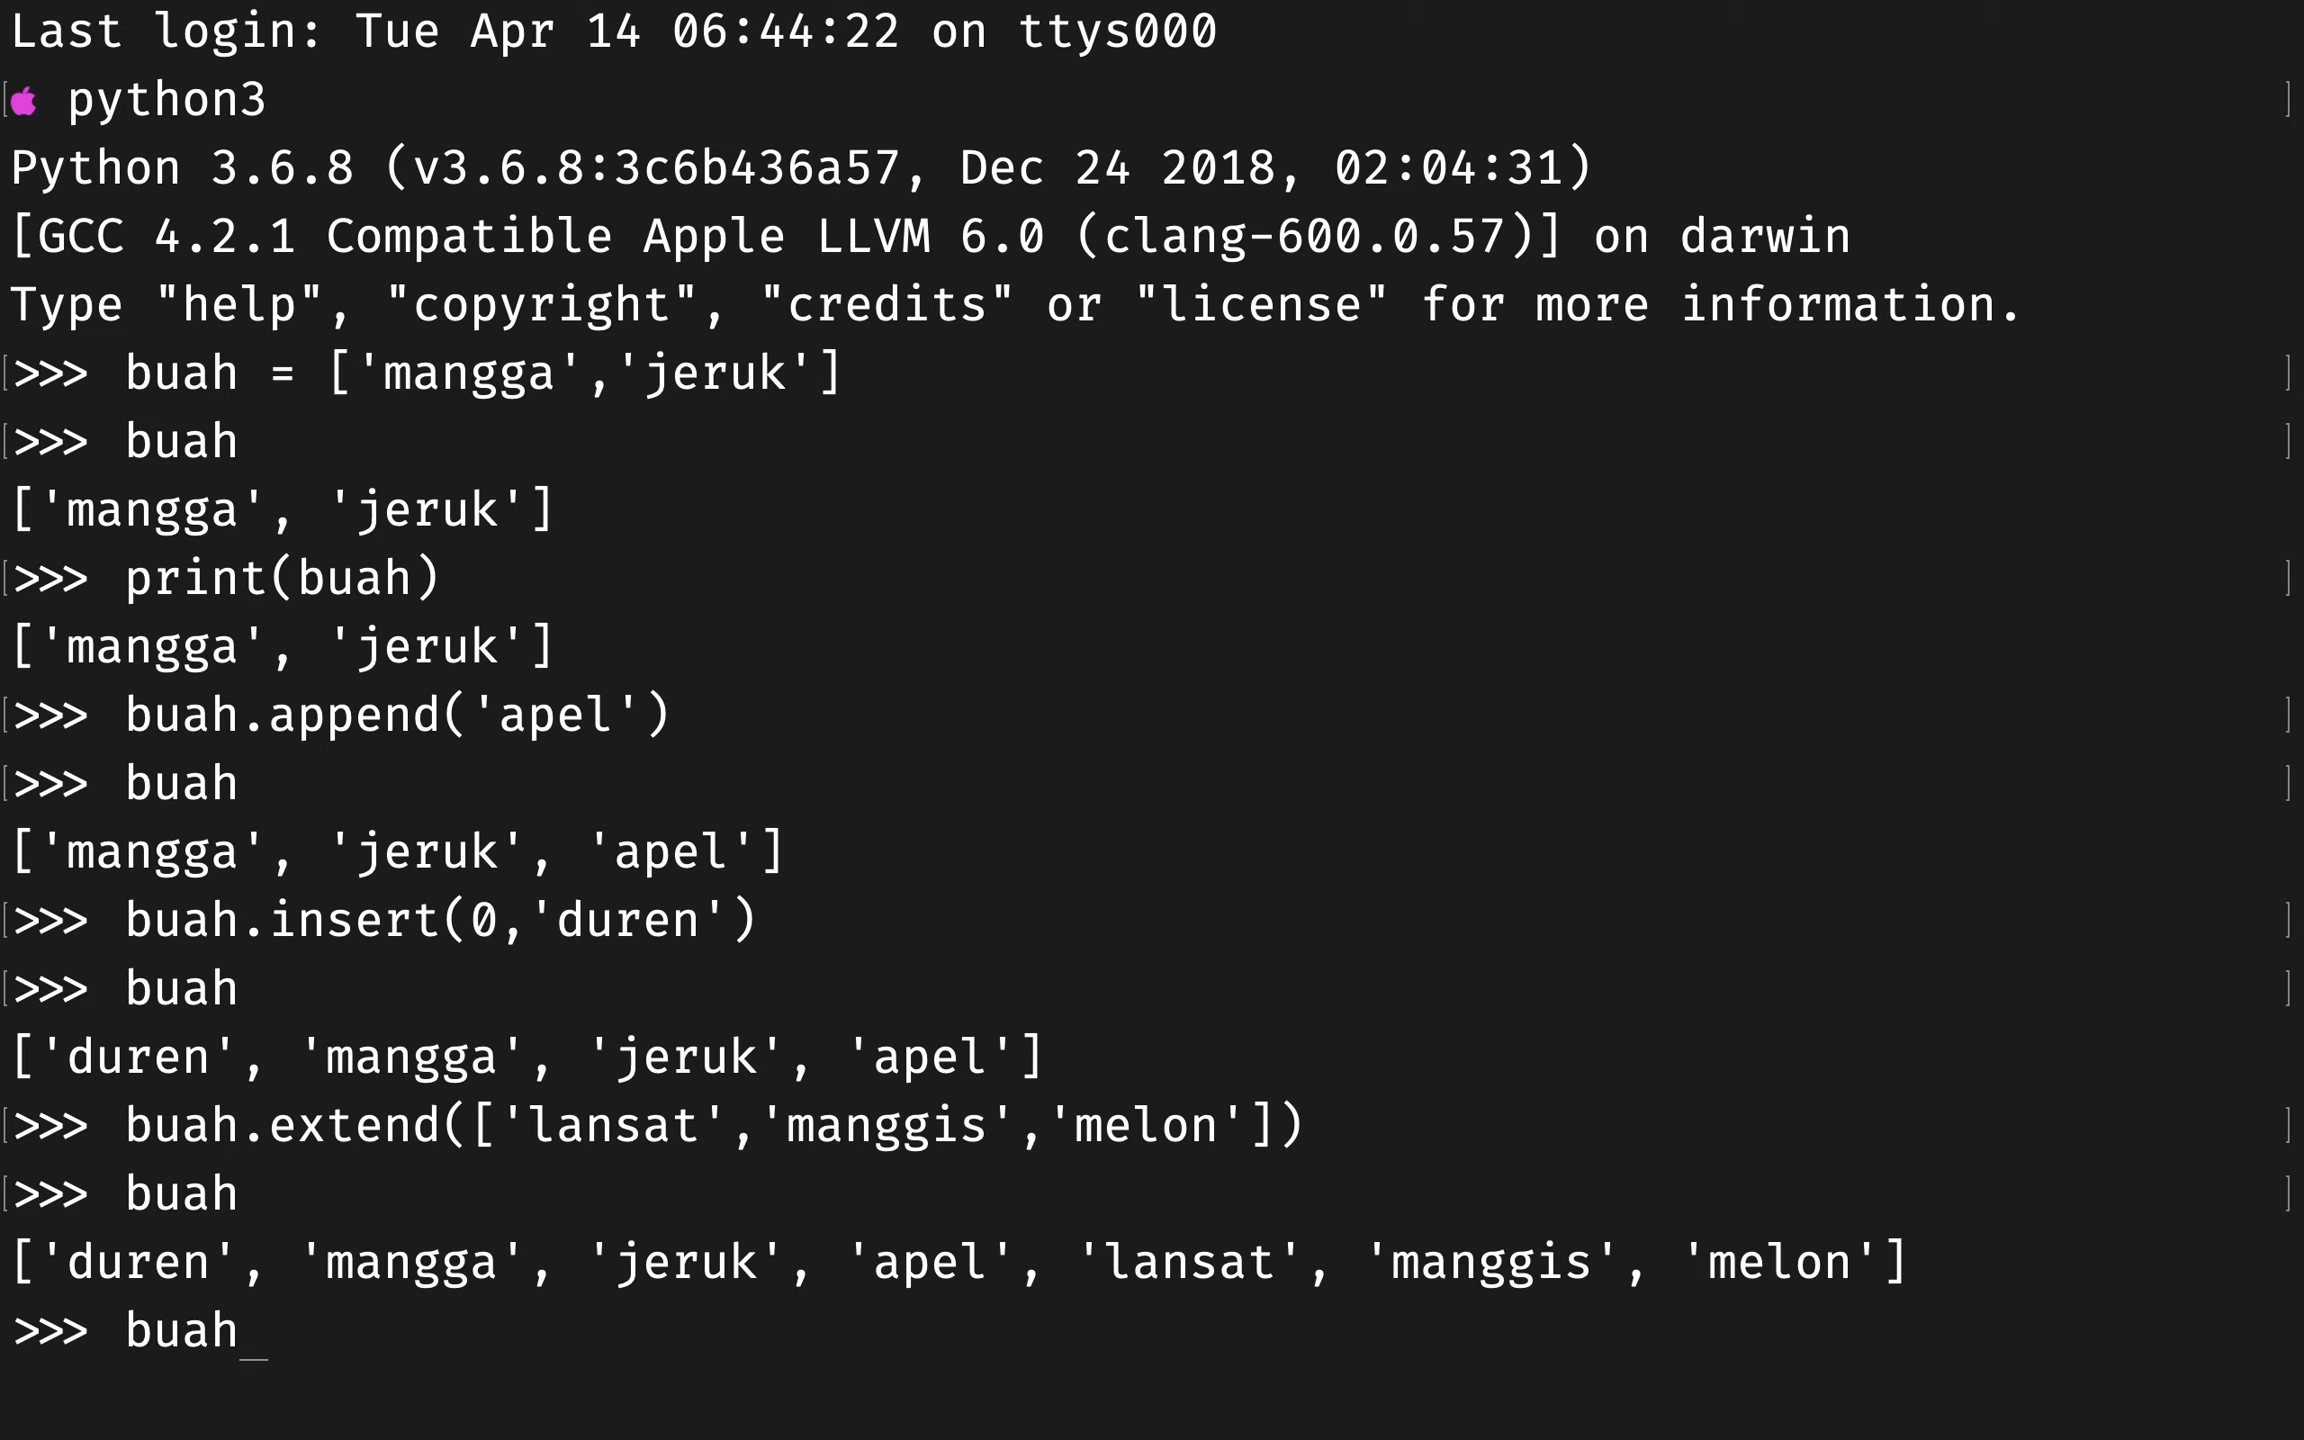 Last login: Tue Apr 14 06:44:22 on ttys000
python3
Python 3.6.8 (v3.6.8:3c6b436a57, Dec 24 2018, 02:04:31)
[GCC 4.2.1 Compatible Apple LLVM 6.0 (clang-600.0.57)] on darwin
Type "help", "copyright", "credits" or "license" for more information.
>>> buah = ['mangga','jeruk']
>>> buah
['mangga', 'jeruk']
>>> print(buah)
['mangga', 'jeruk']
>>> buah.append('apel')
>>> buah
['mangga', 'jeruk', 'apel']
>>> buah.insert(0,'duren')
>>> buah
['duren', 'mangga', 'jeruk', 'apel']
>>> buah.extend(['lansat','manggis','melon'])
>>> buah
['duren', 'mangga', 'jeruk', 'apel', 'lansat', 'manggis', 'melon']
>>> buah_